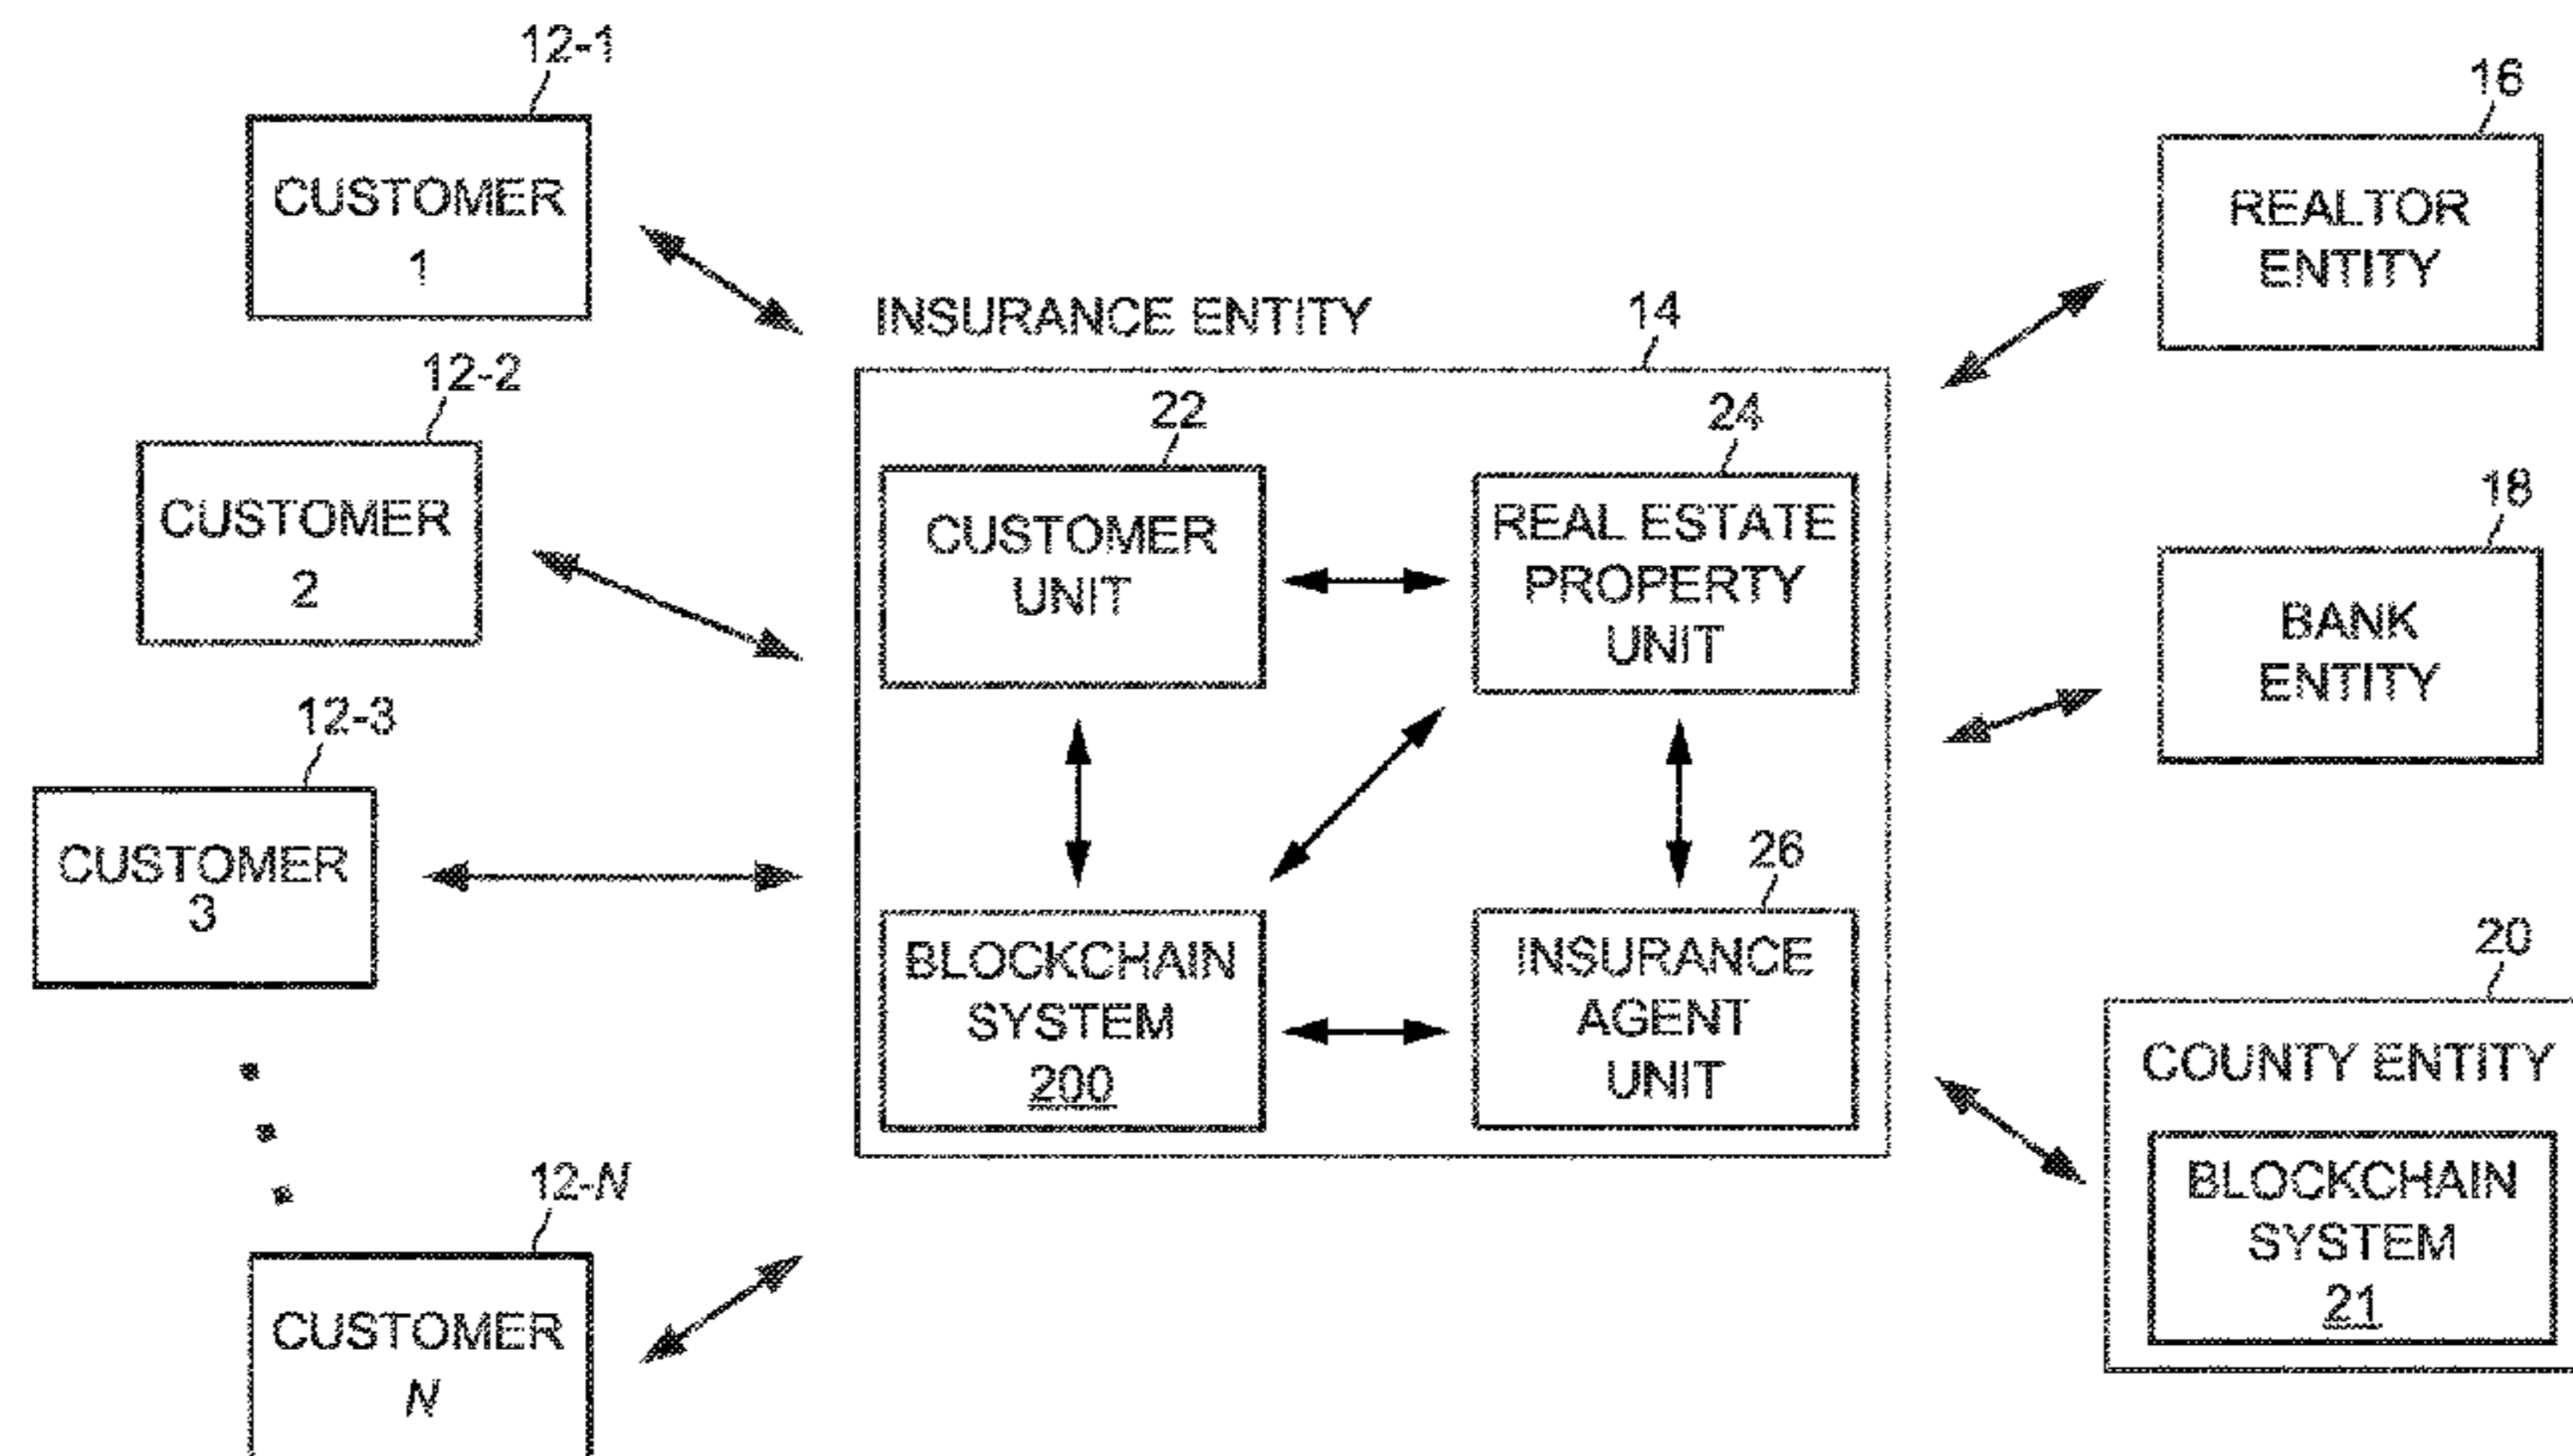 12-1
CUSTOMER
1
12-2
CUSTOMER
2
12-3
CUSTOMER
3
12-N
CUSTOMER
N
INSURANCE ENTITY
14
22
CUSTOMER
UNIT
24
REAL ESTATE
PROPERTY
UNIT
BLOCKCHAIN
SYSTEM
200
26
INSURANCE
AGENT
UNIT
16
REALTOR
ENTITY
18
BANK
ENTITY
20
COUNTY ENTITY
BLOCKCHAIN
SYSTEM
21